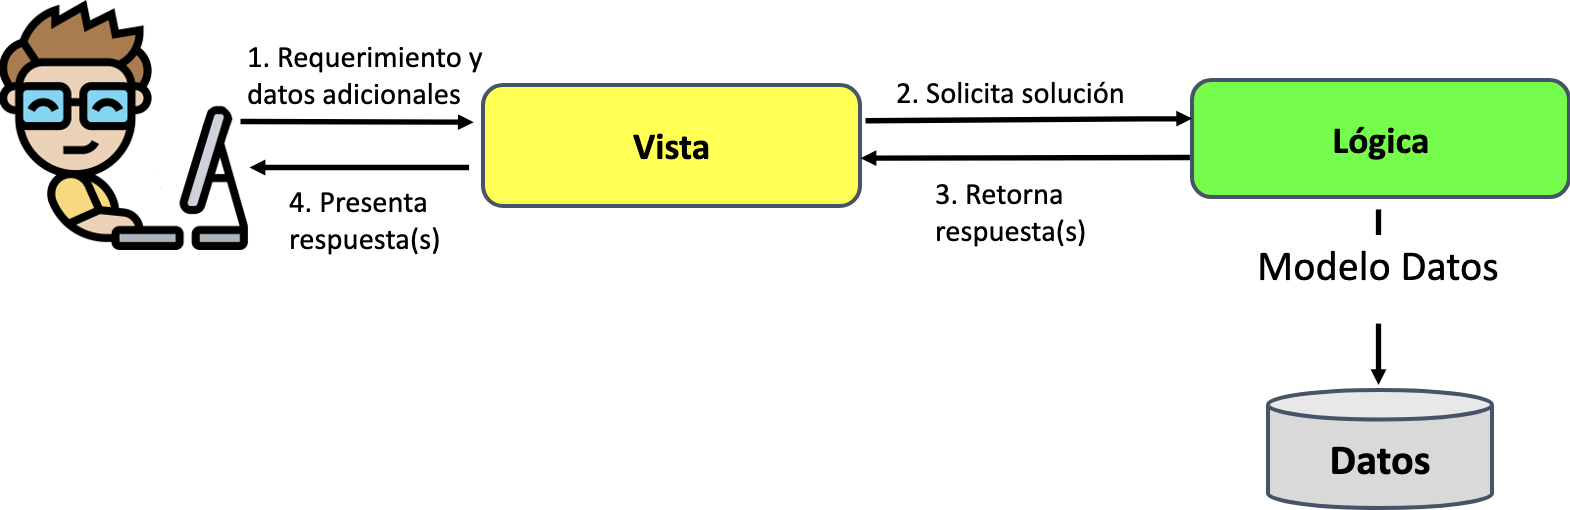 1. Requerimiento y
datos adicionales
Vista
4. Presenta
respuesta(s)
2. Solicita solución
3. Retorna
respuesta(s)
Lógica
Modelo Datos
Datos